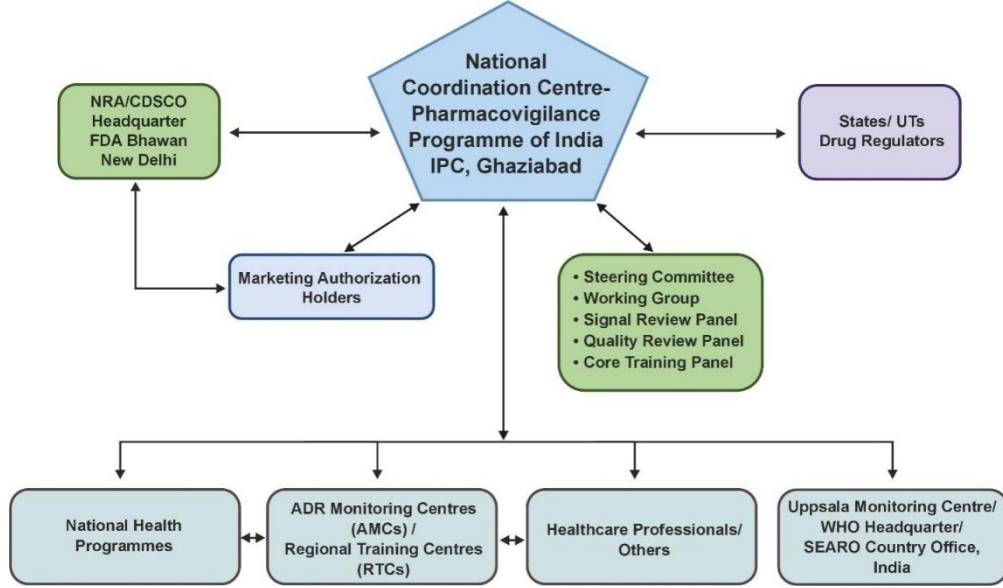 National
Coordination Centre-
Pharmacovigilance
Programme of India
IPC, Ghaziabad
NRA/CDSCO
Headquarter
FDA Bhawan
New Delhi
States/ UTs
Drug Regulators
Marketing Authorization
Holders
• Steering Committee
• Working Group
• Signal Review Panel
• Quality Review Panel
• Core Training Panel
National Health
Programmes
ADR Monitoring Centres
(AMCs) /
Regional Training Centres
(RTCs)
Healthcare Professionals/
Others
Uppsala Monitoring Centre/
WHO Headquarter/
SEARO Country Office,
India